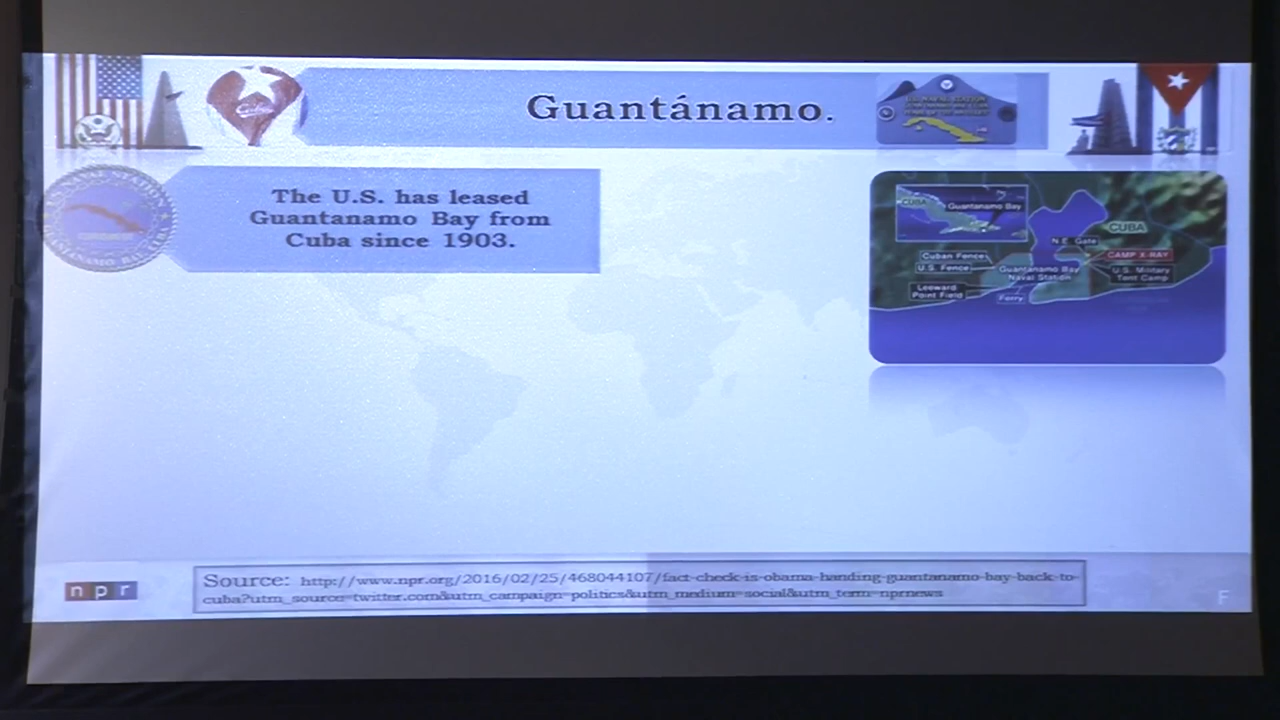 Guantánamo.
The U.S. has leased
Guantanamo Bay from
Cuba since 1903.
CUBA
Guantanamo Bay
N.E. Gate
CUBA
Cuban Fence
CAMP X-RAY
U.S. Fence
Guantanamo Bay
Naval Station
U.S. Military
Tent Camp
Leeward
Point Field
Ferry
npr
Source: http://www.npr.org/2016/02/25/468044107/fact-check-is-obama-handing-guantanamo-bay-back-to-
cuba?utm_source=twitter.com&utm_campaign=politics&utm_medium=social&utm_term=nprnews
F